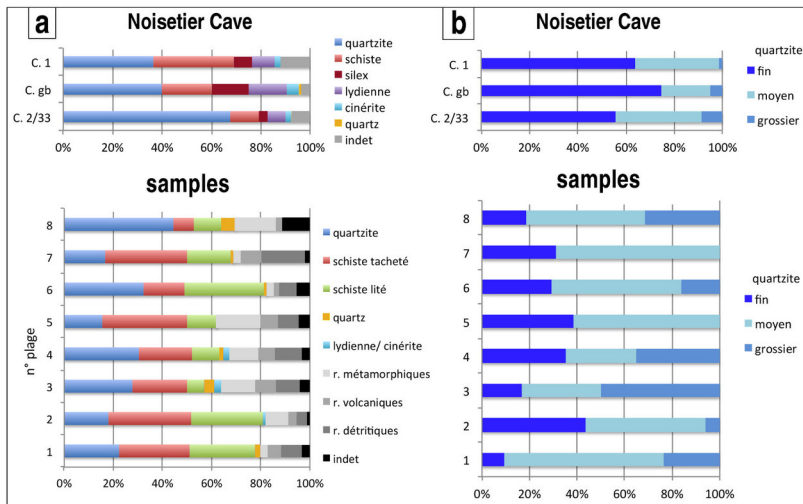 a
Noisetier Cave
C. 1
C. gb
C. 2/33
0% 20% 40% 60% 80% 100%
quartzite
schiste
silex
lydienne
cinérite
quartz
indet
samples
n° plage
8
7
6
5
4
3
2
1
0% 20% 40% 60% 80% 100%
quartzite
schiste tacheté
schiste lité
quartz
lydienne/ cinérite
r. métamorphiques
r. volcaniques
r. détritiques
indet
b
Noisetier Cave
C. 1
C. gb
C. 2/33
0% 20% 40% 60% 80% 100%
quartzite
fin
moyen
grossier
samples
8
7
6
5
4
3
2
1
0% 20% 40% 60% 80% 100%
quartzite
fin
moyen
grossier